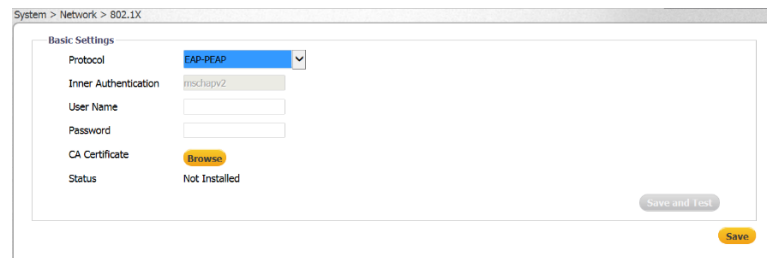 System > Network > 802.1X
Basic Settings
Protocol EAP-PEAP
Inner Authentication mschapv2
User Name
Password
CA Certificate Browse
Status Not Installed
Save and Test
Save